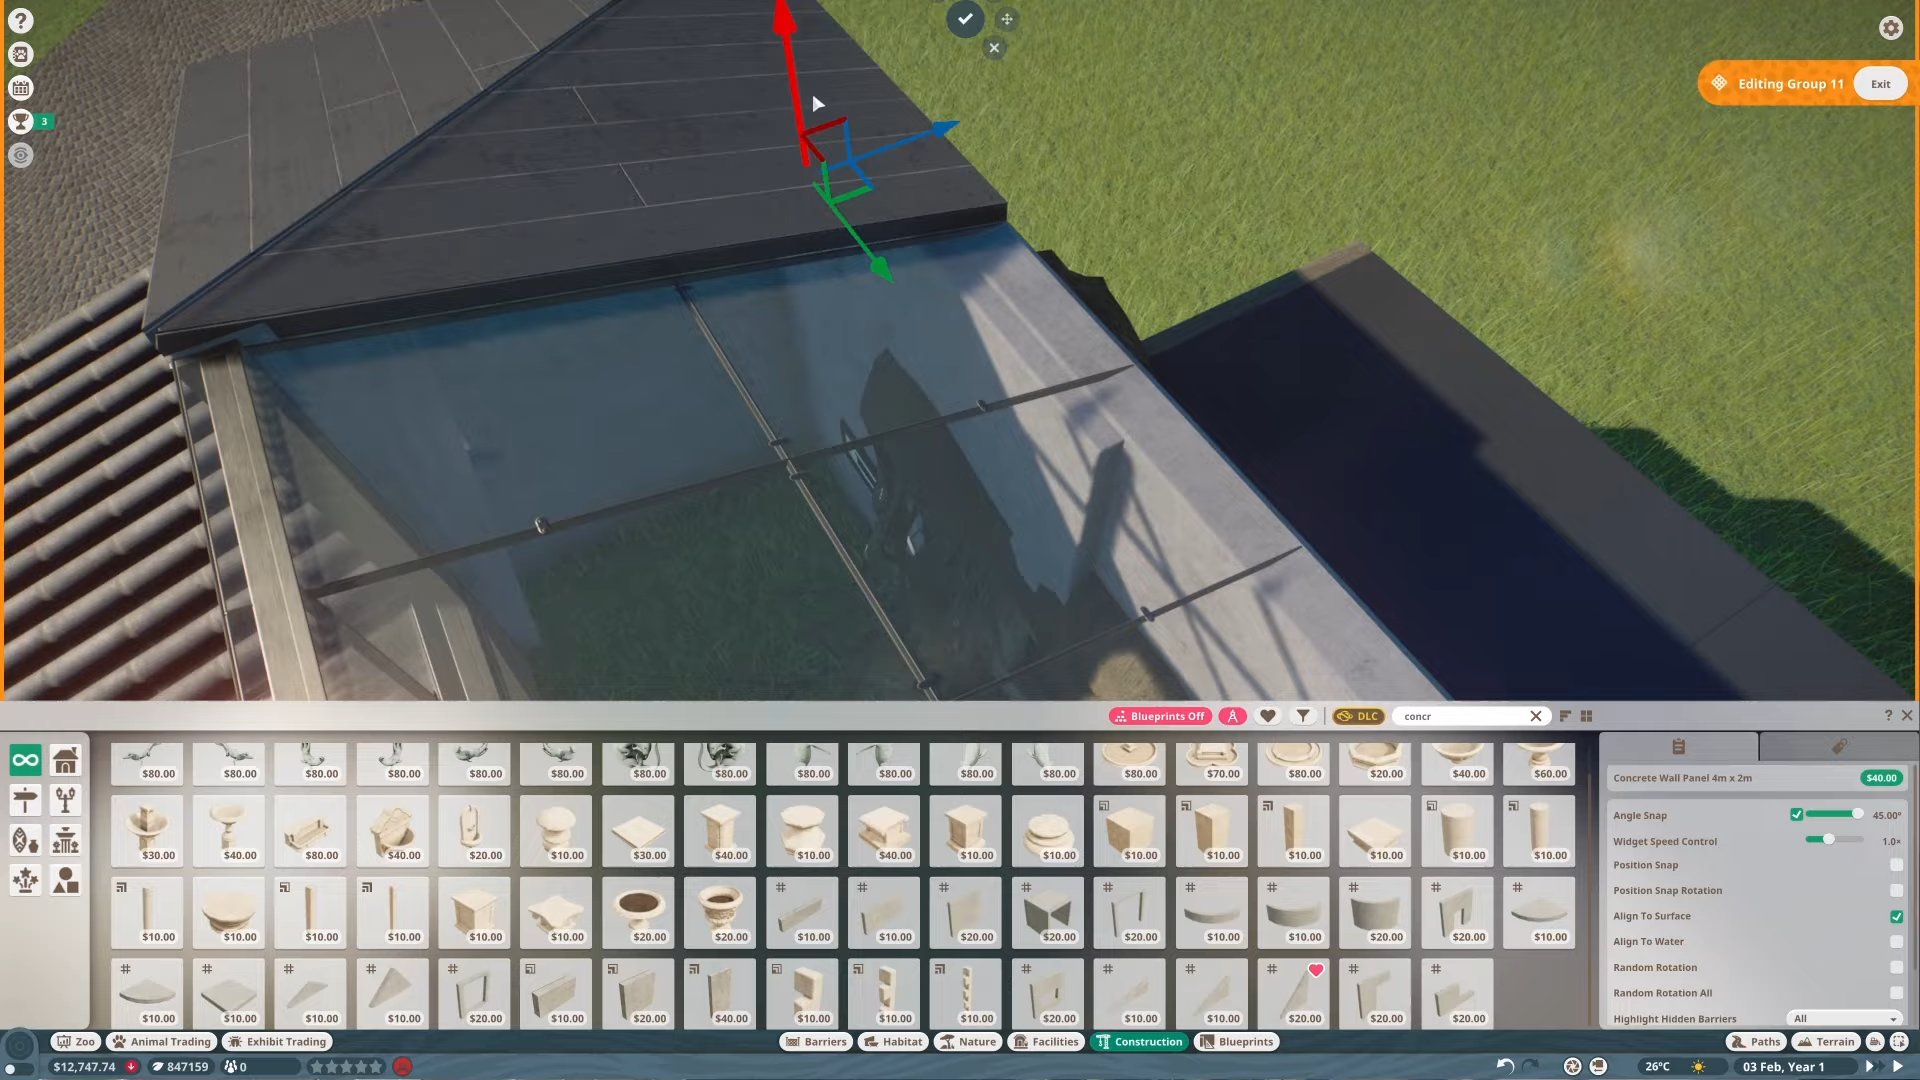 ?
3
Editing Group 11
Exit
Blueprints Off
DLC
concr
?
$80.00 $80.00 $80.00 $80.00 $80.00 $80.00 $80.00 $80.00 $80.00 $80.00 $80.00 $80.00 $80.00 $70.00 $80.00 $20.00 $40.00 $60.00
$30.00 $40.00 $80.00 $40.00 $20.00 $10.00 $30.00 $40.00 $10.00 $40.00 $10.00 $10.00 $10.00 $10.00 $10.00 $10.00 $10.00 $10.00
$10.00 $10.00 $10.00 $10.00 $10.00 $10.00 $20.00 $20.00 $10.00 $10.00 $20.00 $20.00 $20.00 $10.00 $10.00 $20.00 $20.00 $10.00
$10.00 $10.00 $10.00 $10.00 $20.00 $10.00 $20.00 $40.00 $10.00 $10.00 $10.00 $20.00 $10.00 $10.00 $20.00 $20.00 $20.00
Concrete Wall Panel 4m x 2m $40.00
Angle Snap 45.00°
Widget Speed Control 1.0×
Position Snap
Position Snap Rotation
Align To Surface
Align To Water
Random Rotation
Random Rotation All
Highlight Hidden Barriers All
Zoo Animal Trading Exhibit Trading Barriers Habitat Nature Facilities Construction Blueprints Paths Terrain
$12,747.74 847159 0 26°C 03 Feb, Year 1